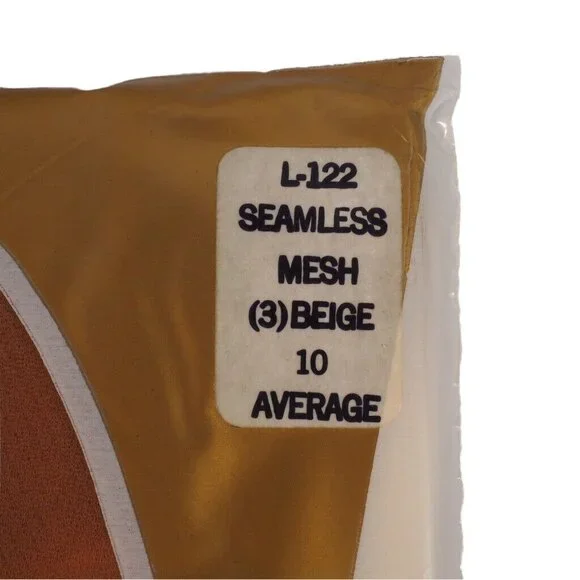 L-122
SEAMLESS
MESH
(3) BEIGE
10
AVERAGE